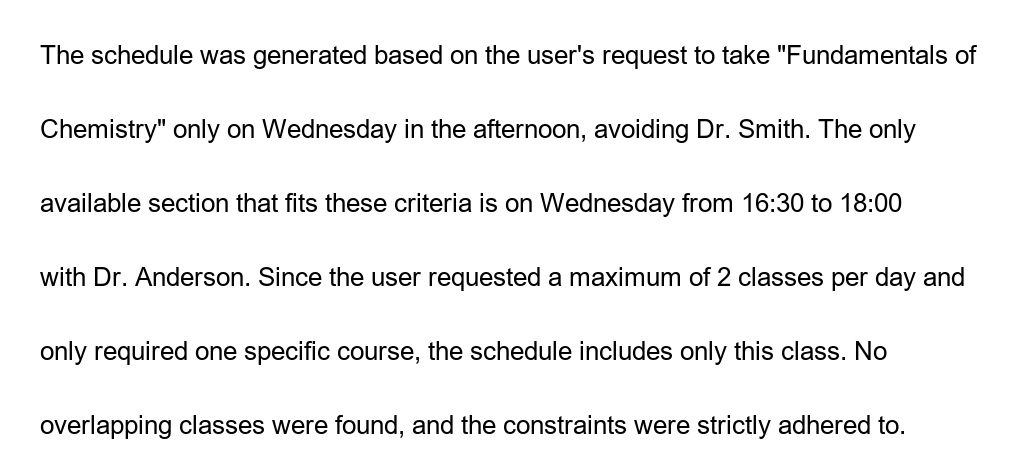 The schedule was generated based on the user's request to take "Fundamentals of
Chemistry" only on Wednesday in the afternoon, avoiding Dr. Smith. The only
available section that fits these criteria is on Wednesday from 16:30 to 18:00
with Dr. Anderson. Since the user requested a maximum of 2 classes per day and
only required one specific course, the schedule includes only this class. No
overlapping classes were found, and the constraints were strictly adhered to.